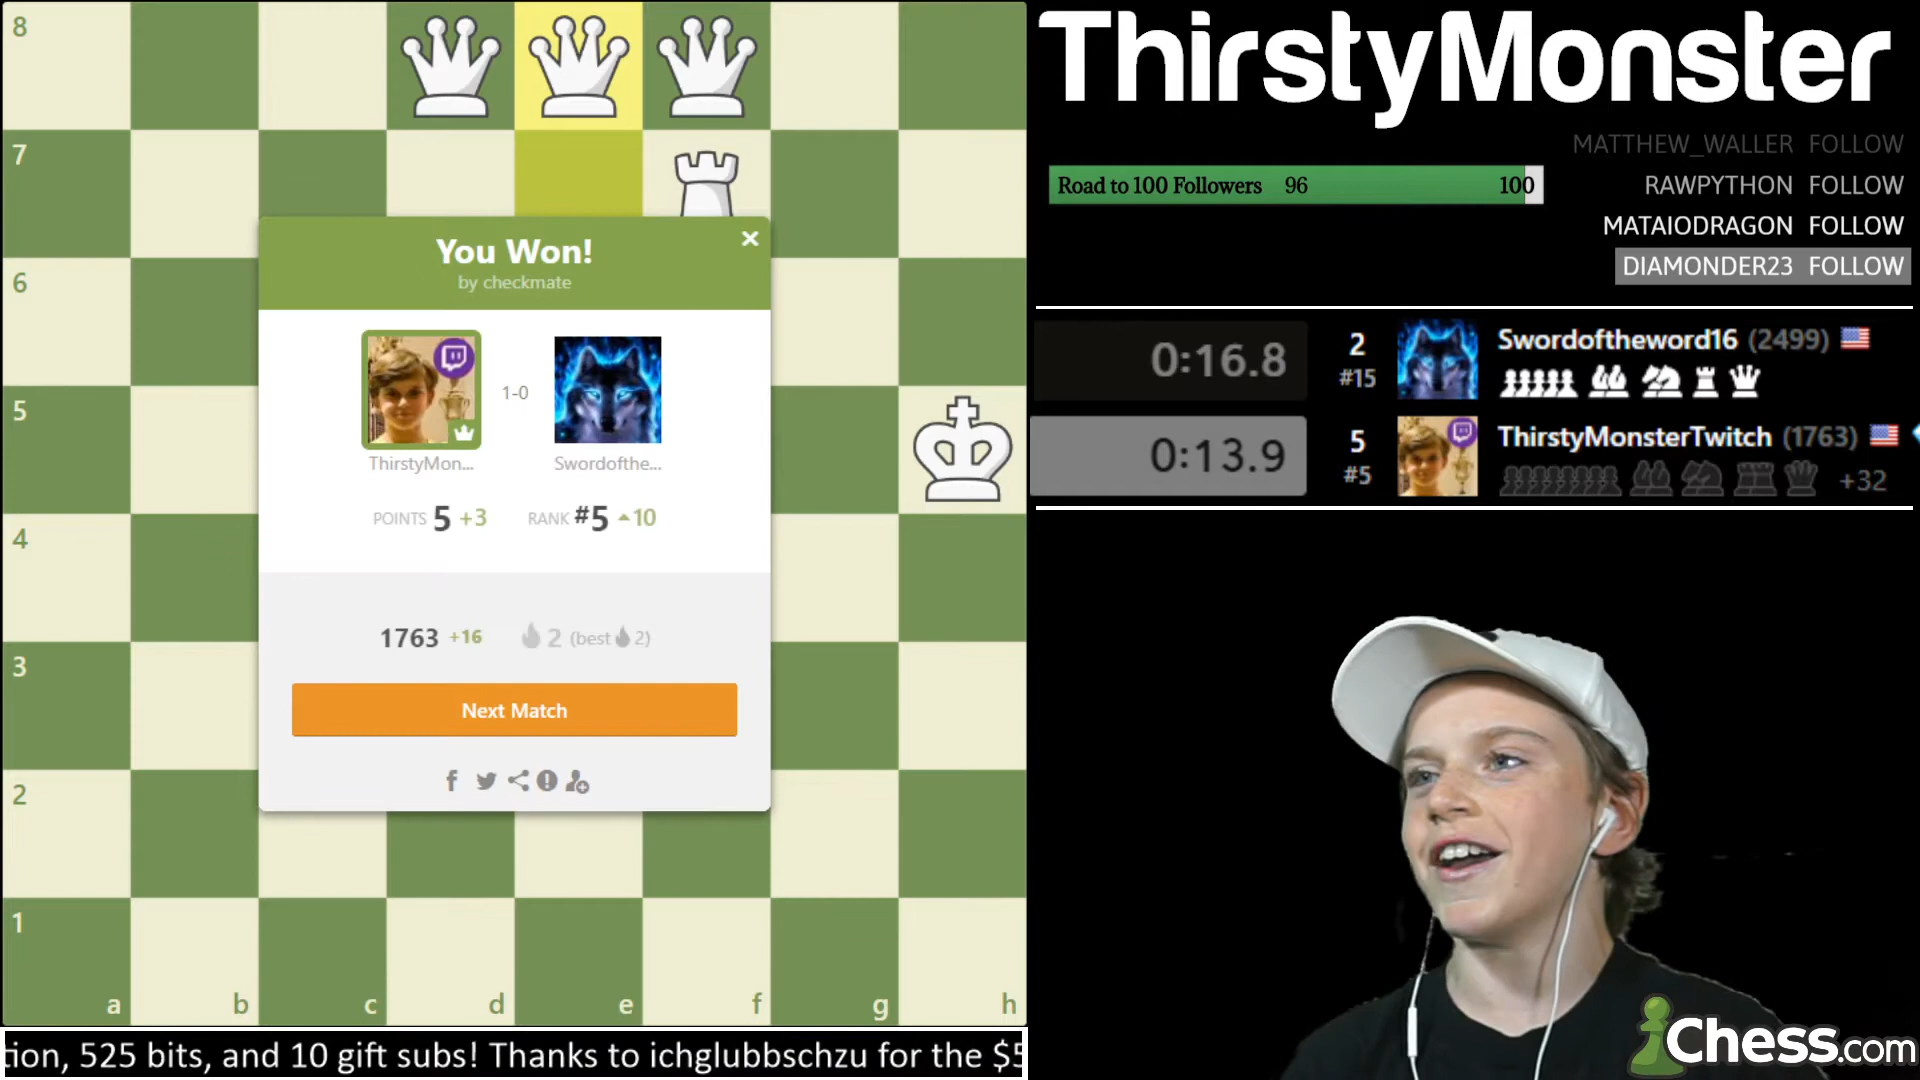 8
7
6
5
4
3
2
1
a b c d e f g h
You Won!
by checkmate
1-0
ThirstyMon... Swordofthe...
POINTS 5 +3 RANK #5 10
1763 +16 2 (best 2)
Next Match
tion, 525 bits, and 10 gift subs! Thanks to ichglubbschzu for the $5
ThirstyMonster
MATTHEW_WALLER FOLLOW
Road to 100 Followers 96 100
RAWPYTHON FOLLOW
MATAIODRAGON FOLLOW
DIAMONDER23 FOLLOW
0:16.8 2 #15 Swordoftheword16 (2499)
0:13.9 5 #5 ThirstyMonsterTwitch (1763)
+32
Chess.com